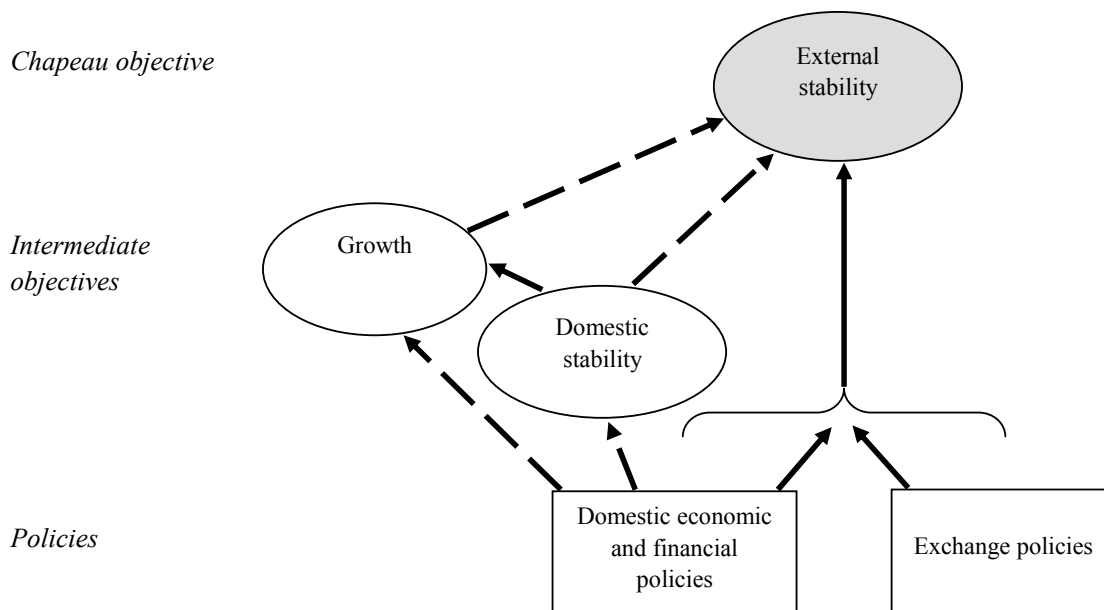 Chapeau objective
External
stability
Intermediate
objectives
Growth
Domestic
stability
Policies
Domestic economic
and financial
policies
Exchange policies